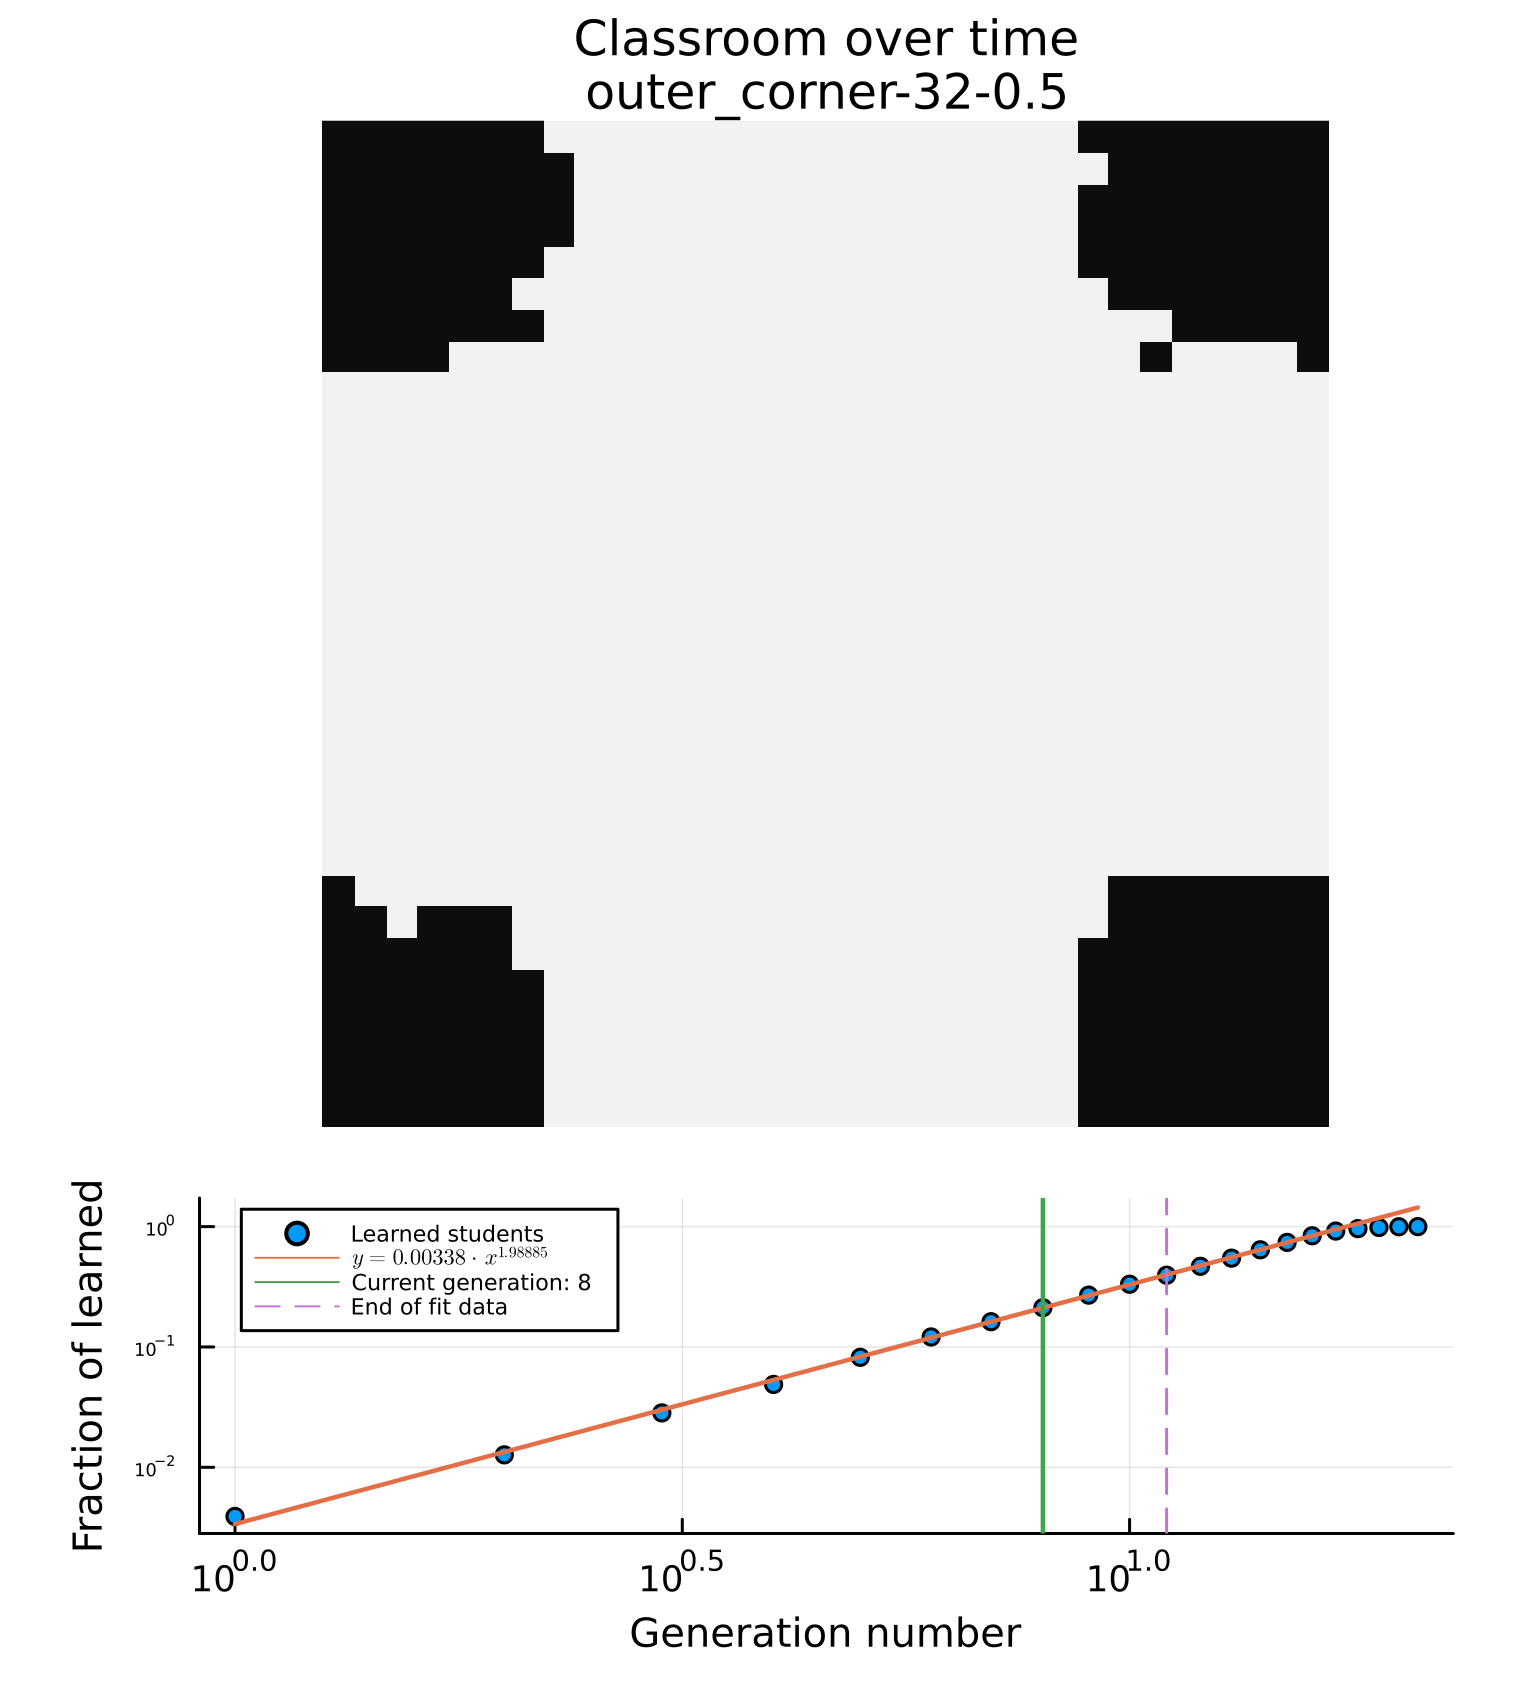 Classroom over time
outer_corner-32-0.5
Fraction of learned
10^0
10^−1
10^−2
Learned students
y = 0.00338 · x^1.98885
Current generation: 8
End of fit data
10^0.0 10^0.5 10^1.0
Generation number